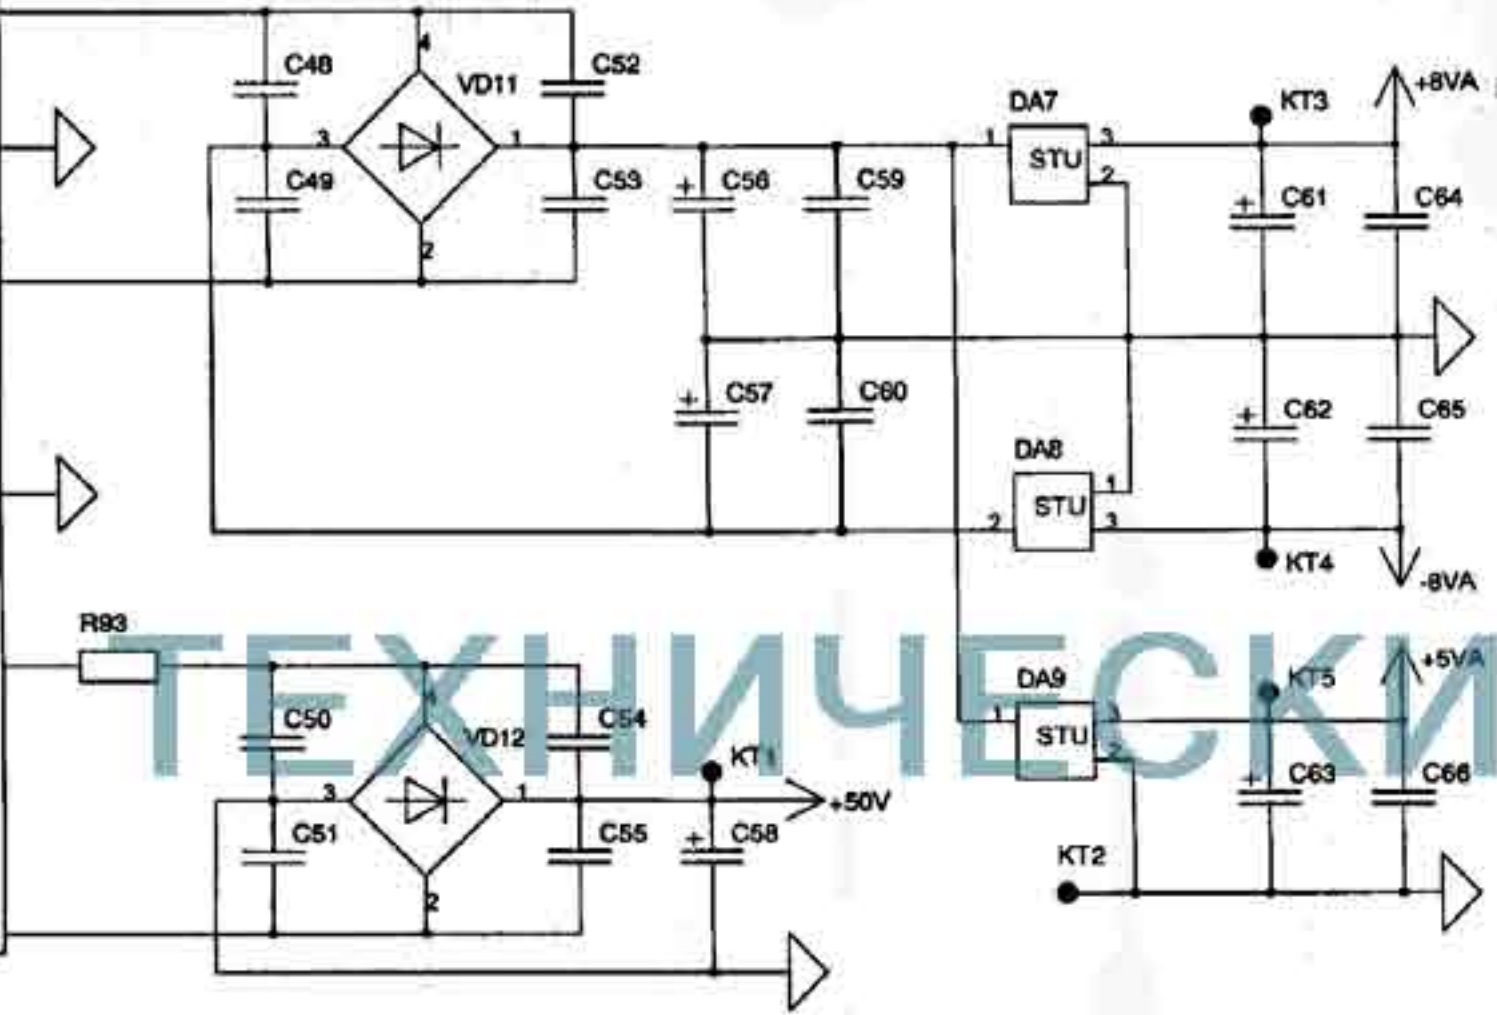 4
C48
VD11
C52
+8VA
DA7
KT3
3
1
1
3
STU
2
C49
C53
+
C56
C59
+
C61
C64
2
+
C57
C60
+
C62
C65
DA8
1
STU
2
3
KT4
-8VA
R93
ТЕХНИЧЕСКИ
+5VA
DA9
KT5
4
C50
VD12
C54
1
3
STU
2
KT1
+
C63
C66
3
1
+50V
C51
C55
+
C58
KT2
2